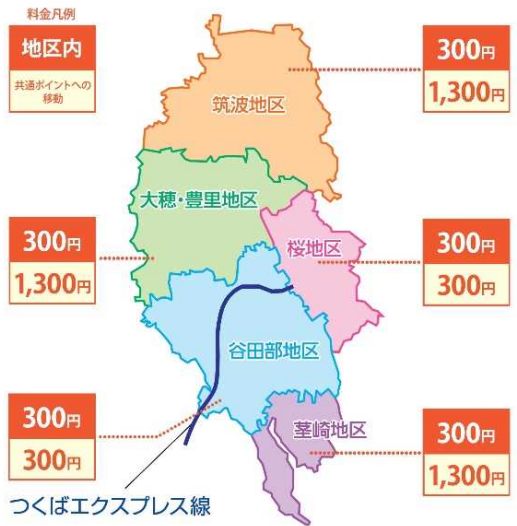 料金凡例
地区内
共通ポイントへの
移動
300円
1,300円
筑波地区
大穂・豊里地区
300円
1,300円
桜地区
300円
300円
谷田部地区
300円
300円
茎崎地区
300円
1,300円
つくばエクスプレス線